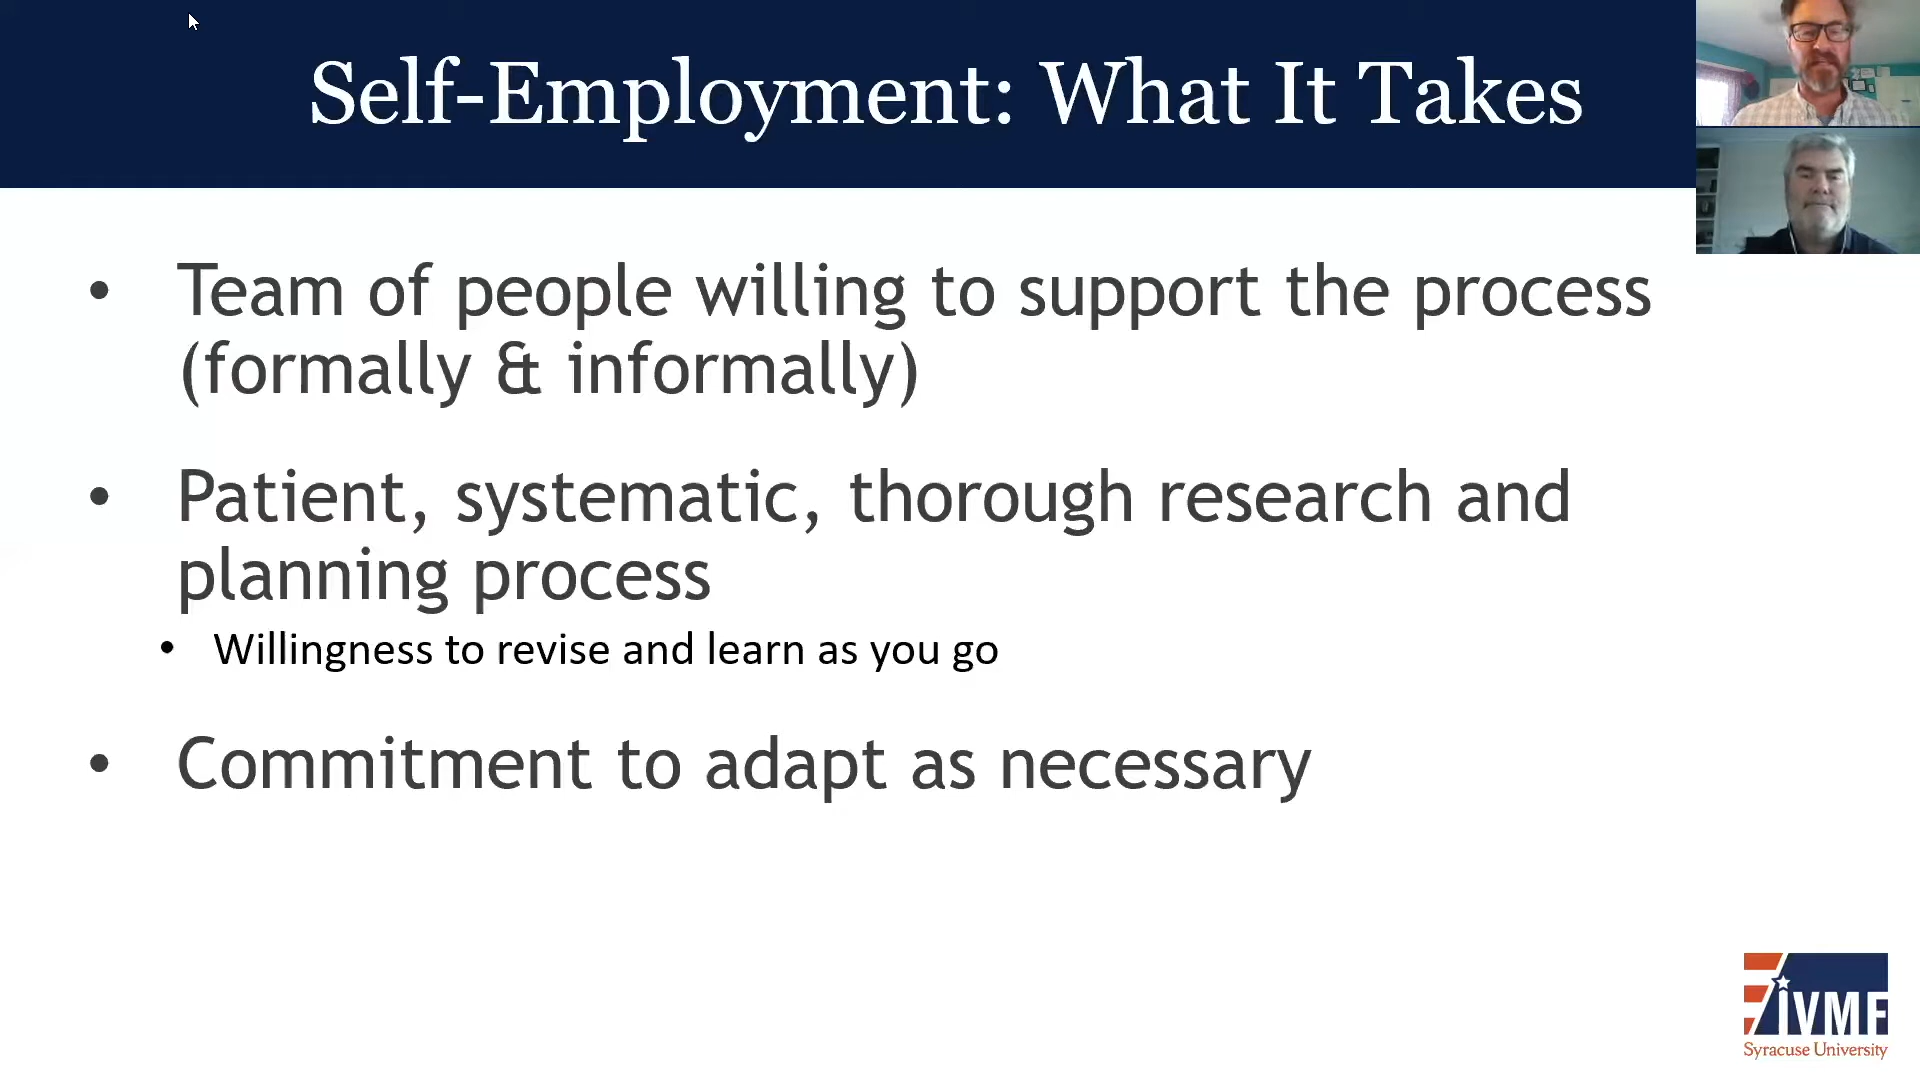 Self-Employment: What It Takes
• Team of people willing to support the process
(formally & informally)
• Patient, systematic, thorough research and
planning process
• Willingness to revise and learn as you go
• Commitment to adapt as necessary
IVMF
Syracuse University